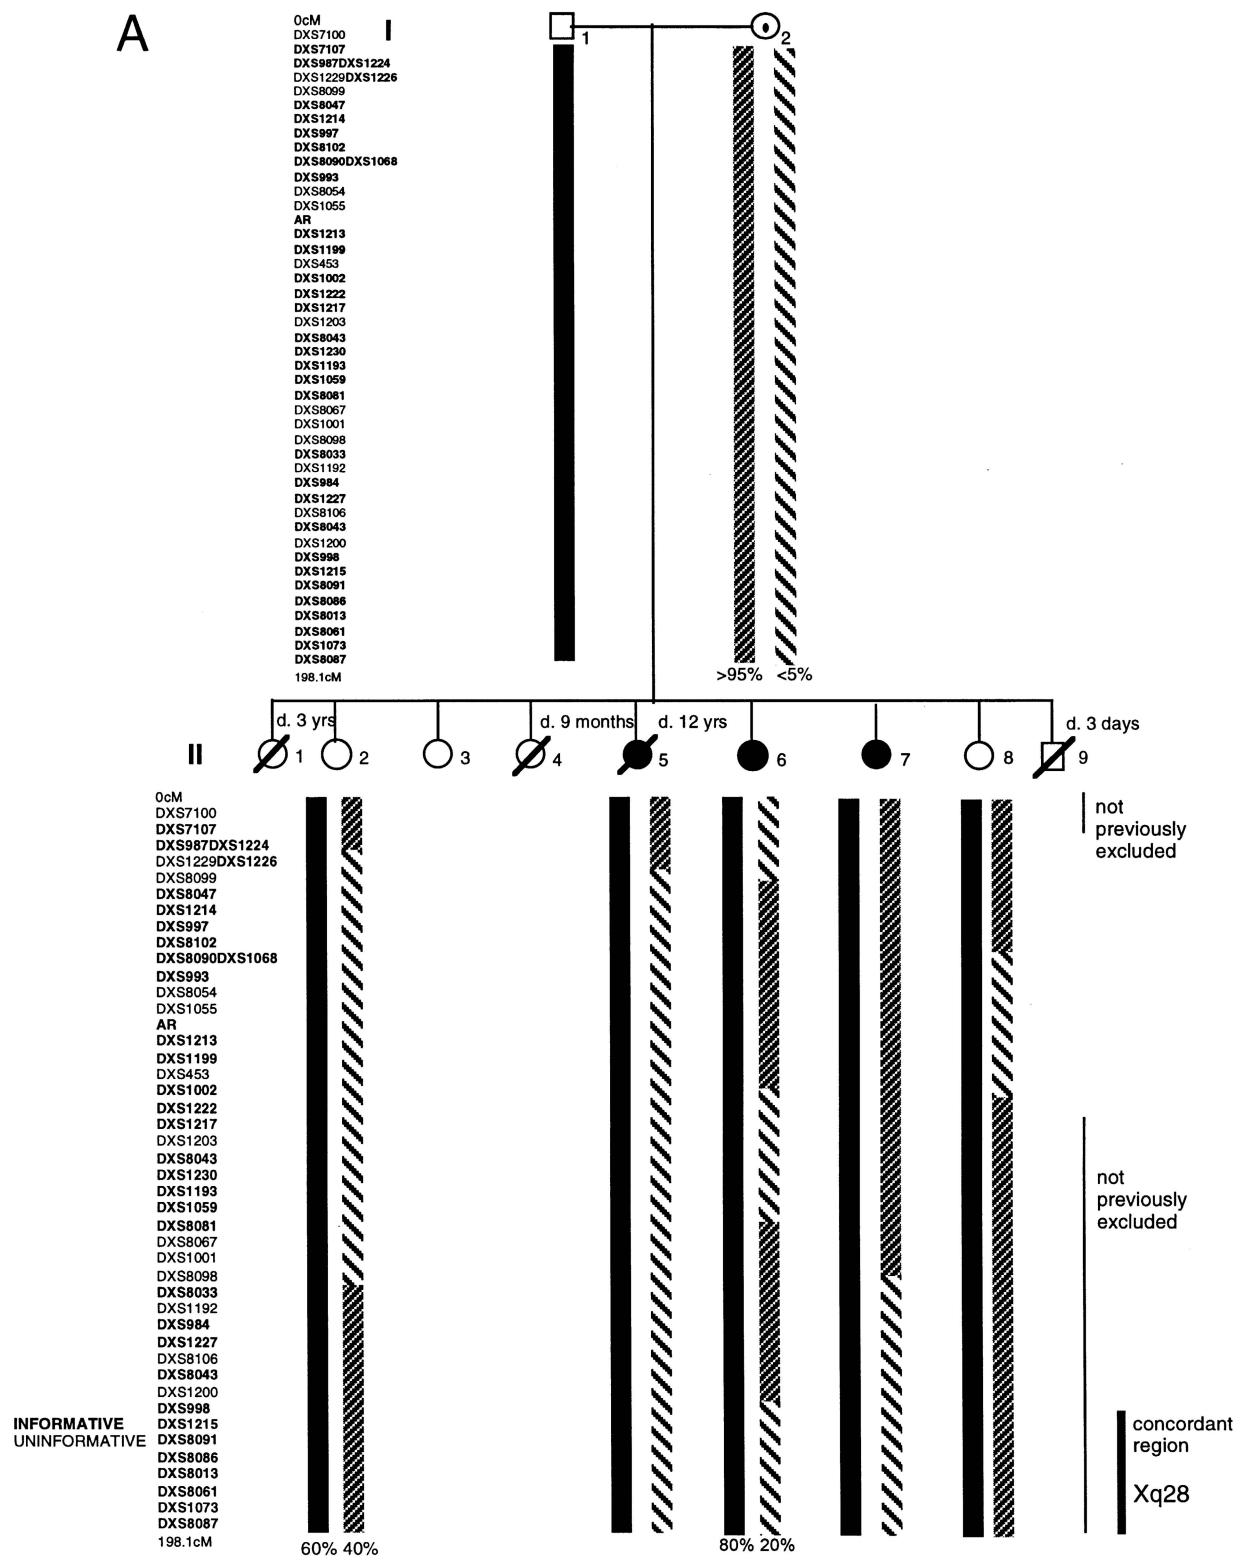 A
I
0cM
DXS7100
DXS7107
DXS987DXS1224
DXS1229DXS1226
DXS8099
DXS8047
DXS1214
DXS997
DXS8102
DXS8090DXS1068
DXS993
DXS8054
DXS1055
AR
DXS1213
DXS1199
DXS453
DXS1002
DXS1222
DXS1217
DXS1203
DXS8043
DXS1230
DXS1193
DXS1059
DXS8081
DXS8067
DXS1001
DXS8098
DXS8033
DXS1192
DXS984
DXS1227
DXS8106
DXS8043
DXS1200
DXS998
DXS1215
DXS8091
DXS8086
DXS8013
DXS8061
DXS1073
DXS8087
198.1cM
1
2
>95% <5%
d. 3 yrs
d. 9 months
d. 12 yrs
d. 3 days
II
1
2
3
4
5
6
7
8
9
0cM
DXS7100
DXS7107
DXS987DXS1224
DXS1229DXS1226
DXS8099
DXS8047
DXS1214
DXS997
DXS8102
DXS8090DXS1068
DXS993
DXS8054
DXS1055
AR
DXS1213
DXS1199
DXS453
DXS1002
DXS1222
DXS1217
DXS1203
DXS8043
DXS1230
DXS1193
DXS1059
DXS8081
DXS8067
DXS1001
DXS8098
DXS8033
DXS1192
DXS984
DXS1227
DXS8106
DXS8043
DXS1200
DXS998
DXS1215
DXS8091
DXS8086
DXS8013
DXS8061
DXS1073
DXS8087
198.1cM
INFORMATIVE
UNINFORMATIVE
60% 40%
80% 20%
not
previously
excluded
not
previously
excluded
concordant
region
Xq28